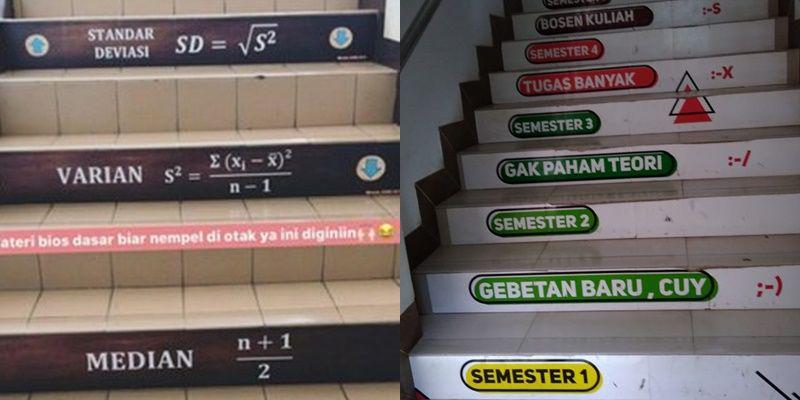 STANDAR
DEVIASI
SD = √S²
VARIAN S² = Σ (xᵢ − x̄)² / n − 1
ateri bios dasar biar nempel di otak ya ini diginiin
MEDIAN n + 1 / 2
BOSEN KULIAH :-S
SEMESTER 4
TUGAS BANYAK :-X
SEMESTER 3
GAK PAHAM TEORI :-/
SEMESTER 2
GEBETAN BARU , CUY ;-)
SEMESTER 1